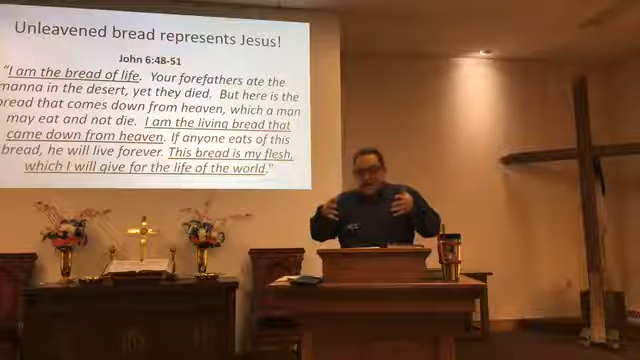 Unleavened bread represents Jesus!
John 6:48-51
"I am the bread of life. Your forefathers ate the
manna in the desert, yet they died. But here is the
bread that comes down from heaven, which a man
may eat and not die. I am the living bread that
came down from heaven. If anyone eats of this
bread, he will live forever. This bread is my flesh,
which I will give for the life of the world."